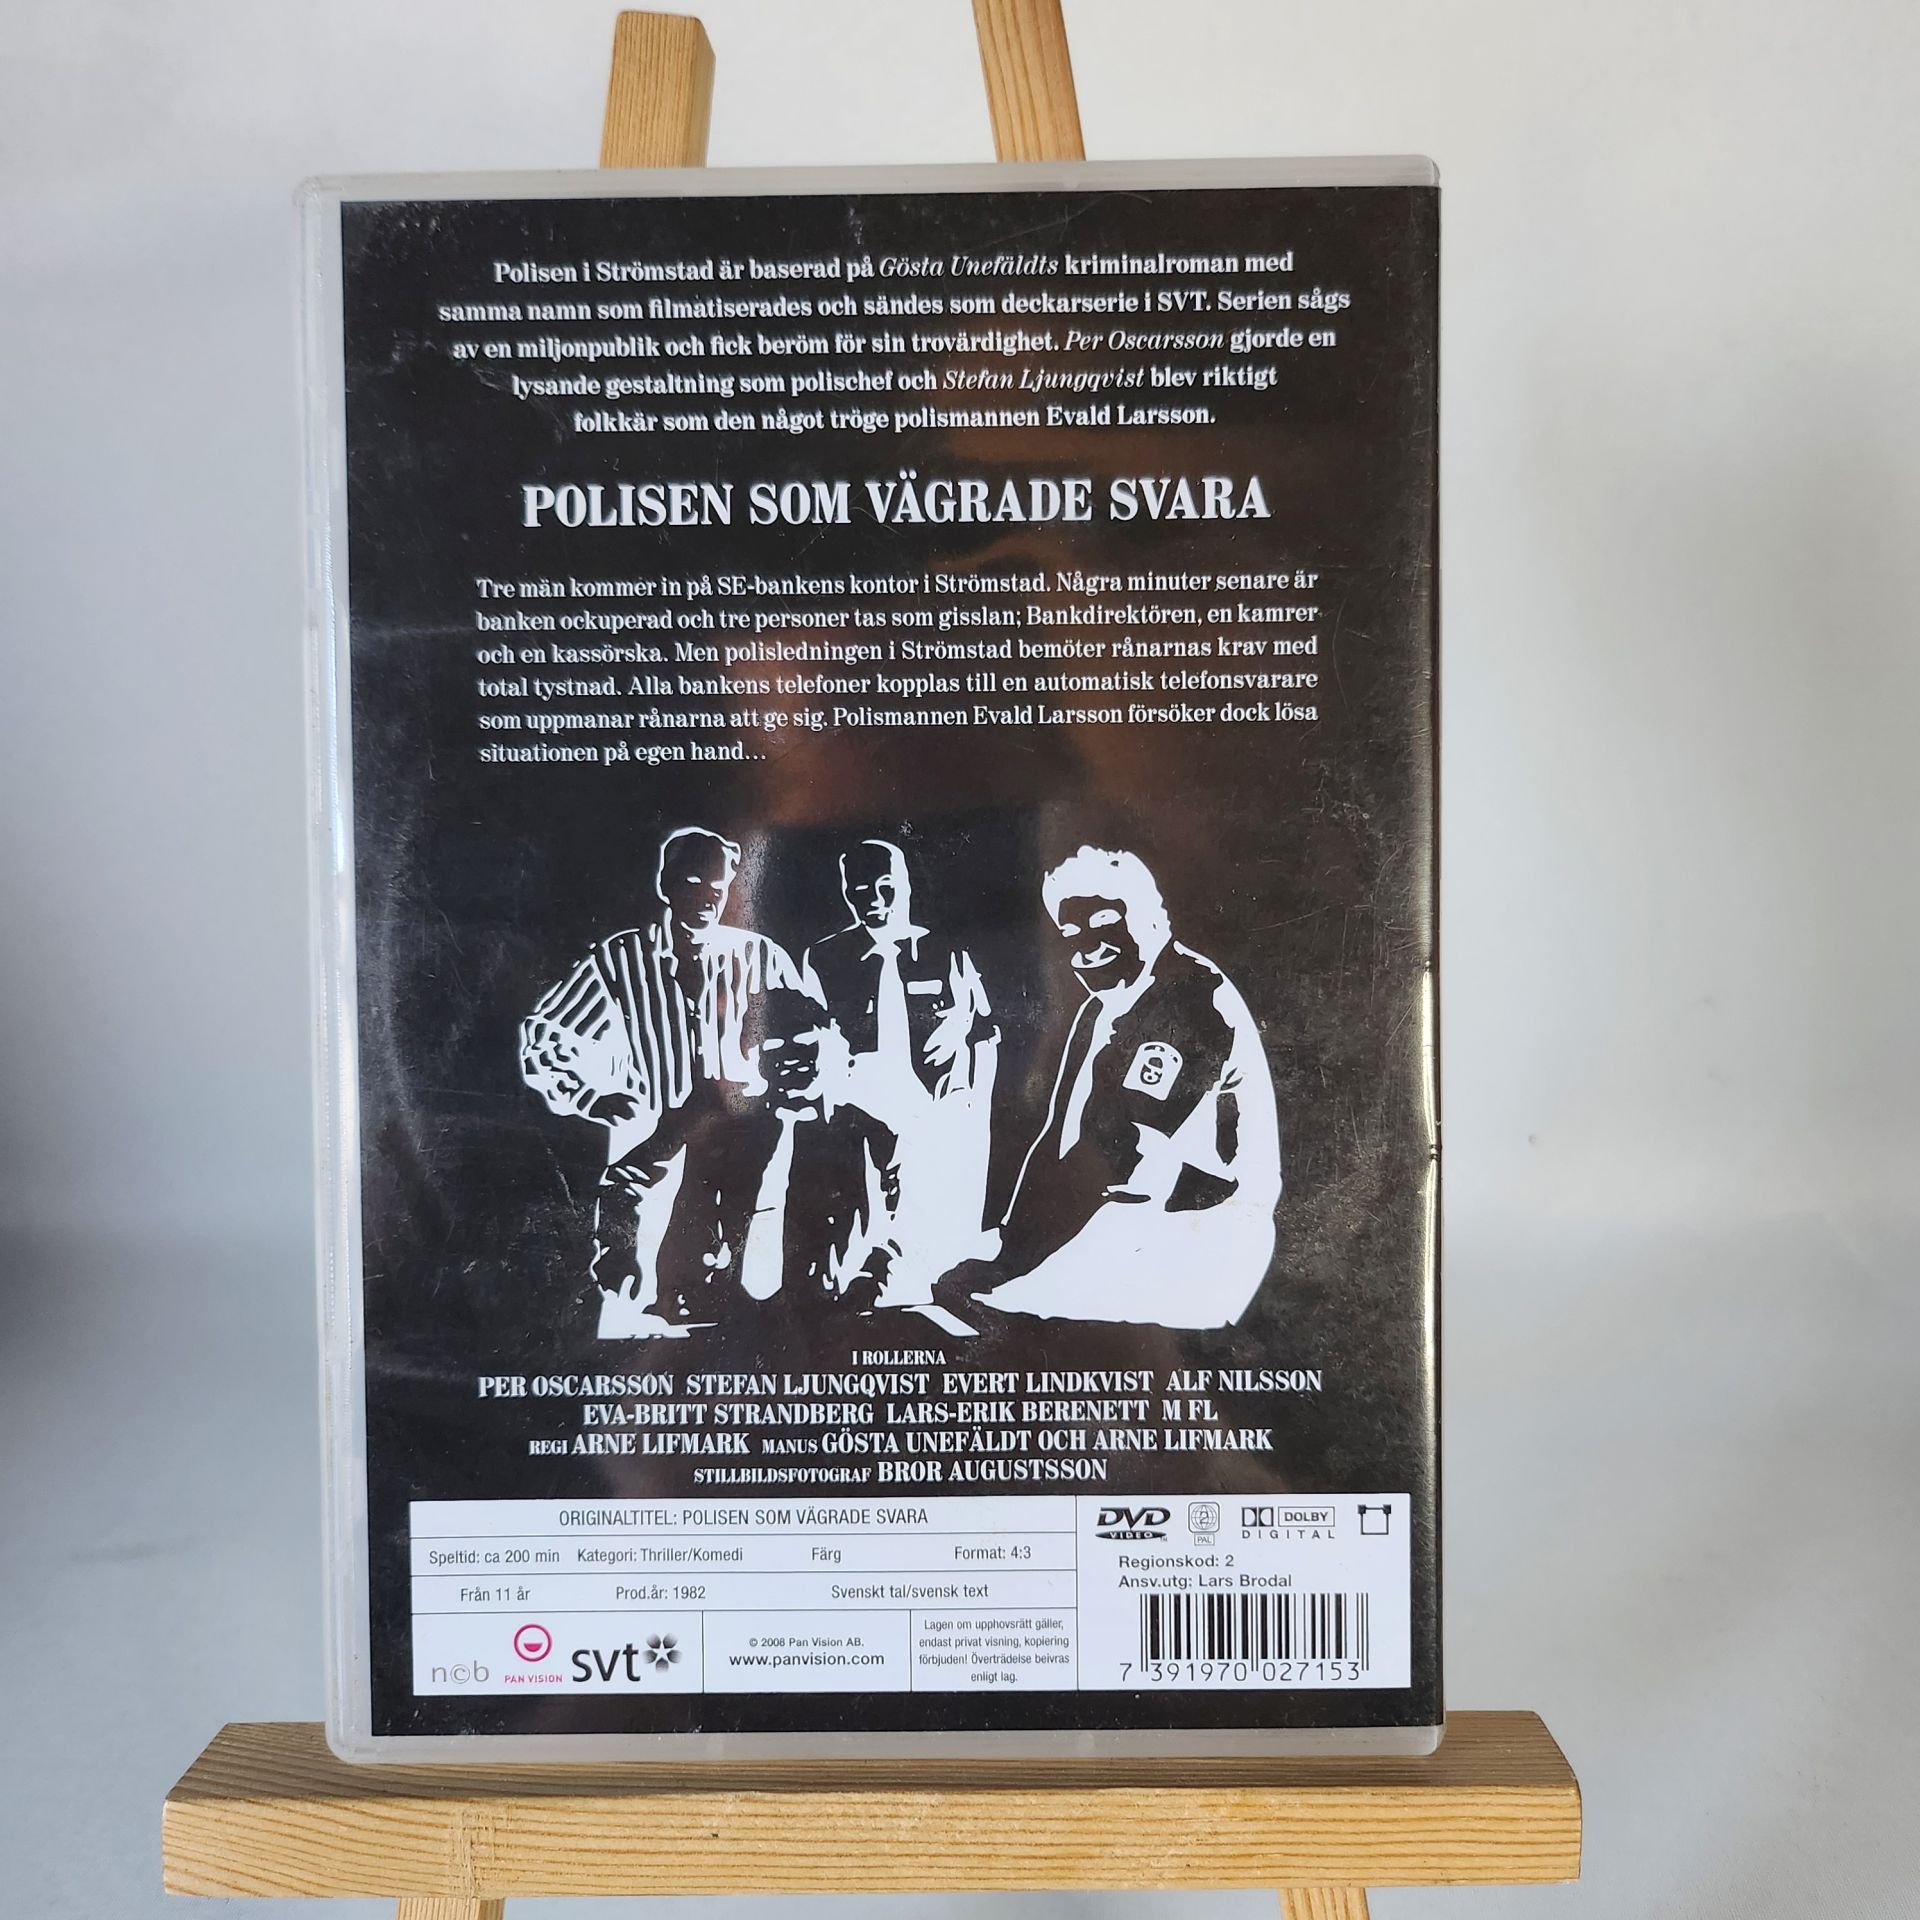 Polisen i Strömstad är baserad på Gösta Unefäldts kriminalroman med
samma namn som filmatiserades och sändes som deckarserie i SVT. Serien sågs
av en miljonpublik och fick beröm för sin trovärdighet. Per Oscarsson gjorde en
lysande gestaltning som polischef och Stefan Ljungqvist blev riktigt
folkkär som den något tröge polismannen Evald Larsson.
POLISEN SOM VÄGRADE SVARA
Tre män kommer in på SE-bankens kontor i Strömstad. Några minuter senare är
banken ockuperad och tre personer tas som gisslan; Bankdirektören, en kamrer
och en kassörska. Men polisledningen i Strömstad bemöter rånarnas krav med
total tystnad. Alla bankens telefoner kopplas till en automatisk telefonsvarare
som uppmanar rånarna att ge sig. Polismannen Evald Larsson försöker dock lösa
situationen på egen hand...
I ROLLERNA
PER OSCARSSON STEFAN LJUNGQVIST EVERT LINDKVIST ALF NILSSON
EVA-BRITT STRANDBERG LARS-ERIK BERENETT M FL
REGI ARNE LIFMARK MANUS GÖSTA UNEFÄLDT OCH ARNE LIFMARK
STILLBILDSFOTOGRAF BROR AUGUSTSSON
ORIGINALTITEL: POLISEN SOM VÄGRADE SVARA
Speltid: ca 200 min Kategori: Thriller/Komedi Färg Format: 4:3
Från 11 år Prod.år: 1982 Svenskt tal/svensk text
ncb PAN VISION svt
© 2008 Pan Vision AB.
www.panvision.com
Lagen om upphovsrätt gäller,
endast privat visning, kopiering
förbjuden! Överträdelse beivras
enligt lag.
DVD VIDEO 2 PAL DOLBY DIGITAL
Regionskod: 2
Ansv.utg: Lars Brodal
7 391970 027153